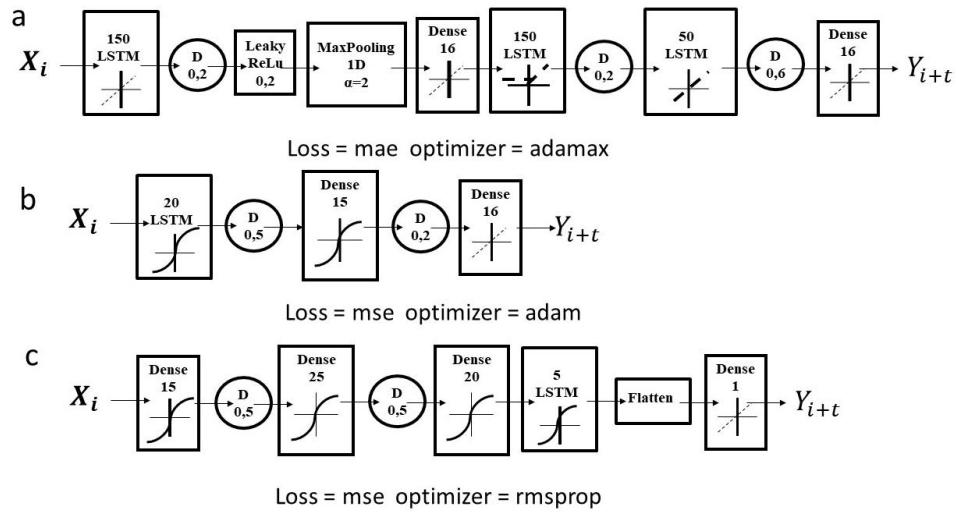 a
X_i
150
LSTM
D
0,2
Leaky
ReLu
0,2
MaxPooling
1D
α=2
Dense
16
150
LSTM
D
0,2
50
LSTM
D
0,6
Dense
16
Y_{i+t}
Loss = mae optimizer = adamax
b
X_i
20
LSTM
D
0,5
Dense
15
D
0,2
Dense
16
Y_{i+t}
Loss = mse optimizer = adam
c
X_i
Dense
15
D
0,5
Dense
25
D
0,5
Dense
20
5
LSTM
Flatten
Dense
1
Y_{i+t}
Loss = mse optimizer = rmsprop